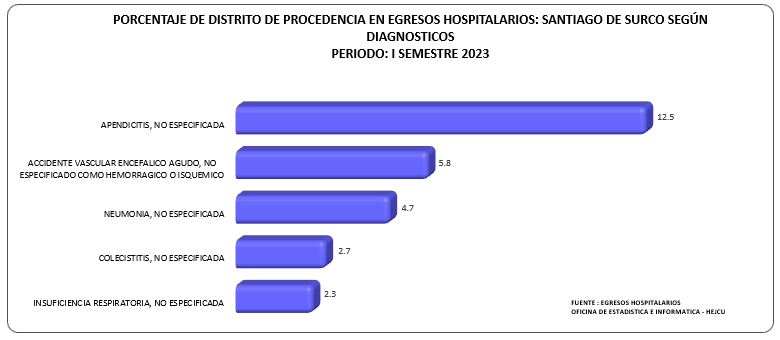 PORCENTAJE DE DISTRITO DE PROCEDENCIA EN EGRESOS HOSPITALARIOS: SANTIAGO DE SURCO SEGÚN
DIAGNOSTICOS
PERIODO: I SEMESTRE 2023
APENDICITIS, NO ESPECIFICADA
12.5
ACCIDENTE VASCULAR ENCEFALICO AGUDO, NO
ESPECIFICADO COMO HEMORRAGICO O ISQUEMICO
5.8
NEUMONIA, NO ESPECIFICADA
4.7
COLECISTITIS, NO ESPECIFICADA
2.7
INSUFICIENCIA RESPIRATORIA, NO ESPECIFICADA
2.3
FUENTE : EGRESOS HOSPITALARIOS
OFICINA DE ESTADISTICA E INFORMATICA - HEJCU